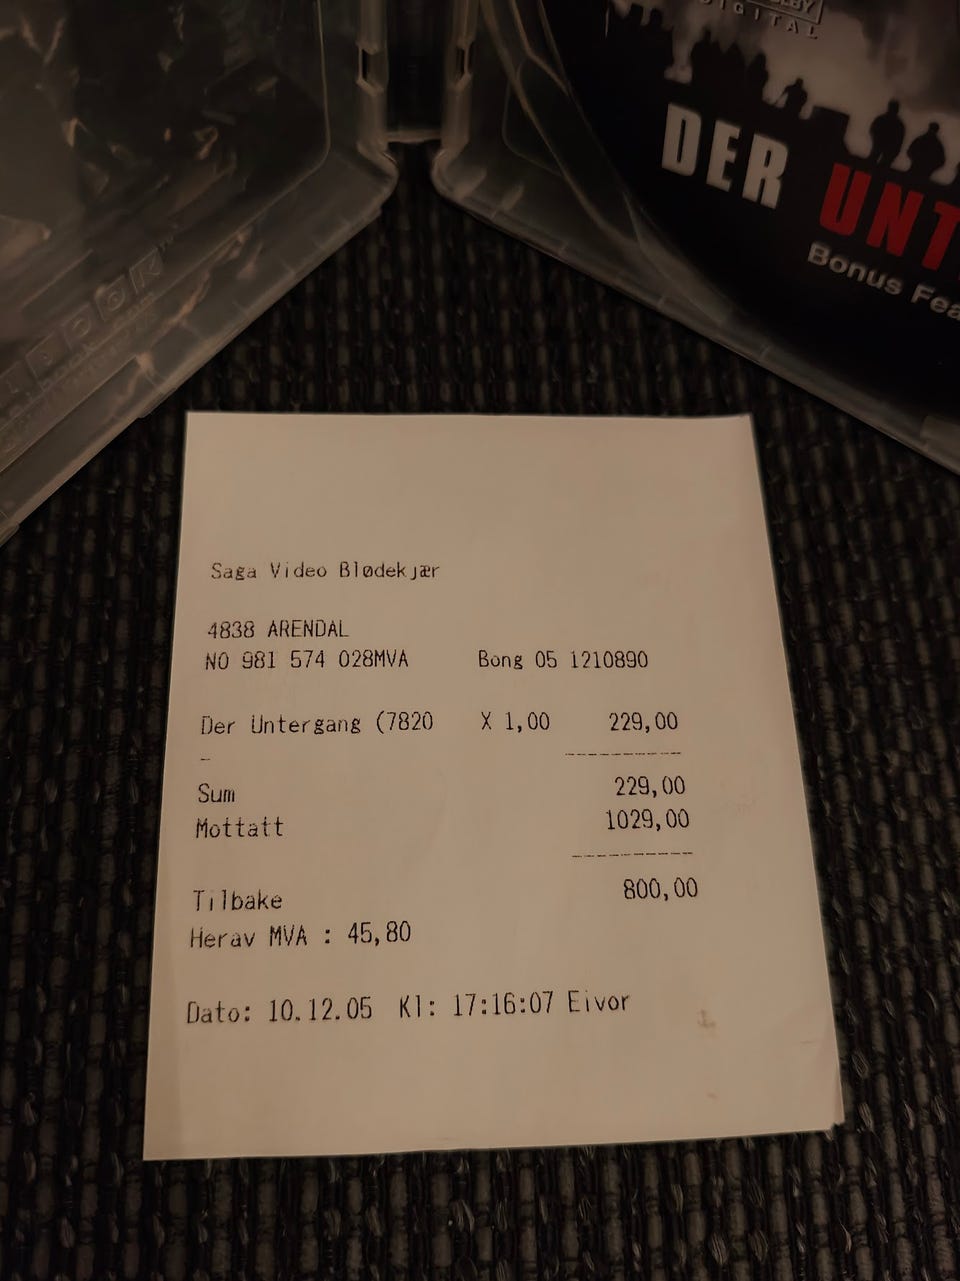 DIGITAL
DER UNT
Bonus Fea
Saga Video Blødekjær
4838 ARENDAL
NO 981 574 028MVA Bong 05 1210890
Der Untergang (7820 X 1,00 229,00
-
Sum 229,00
Mottatt 1029,00
Tilbake 800,00
Herav MVA : 45,80
Dato: 10.12.05 Kl: 17:16:07 Eivor